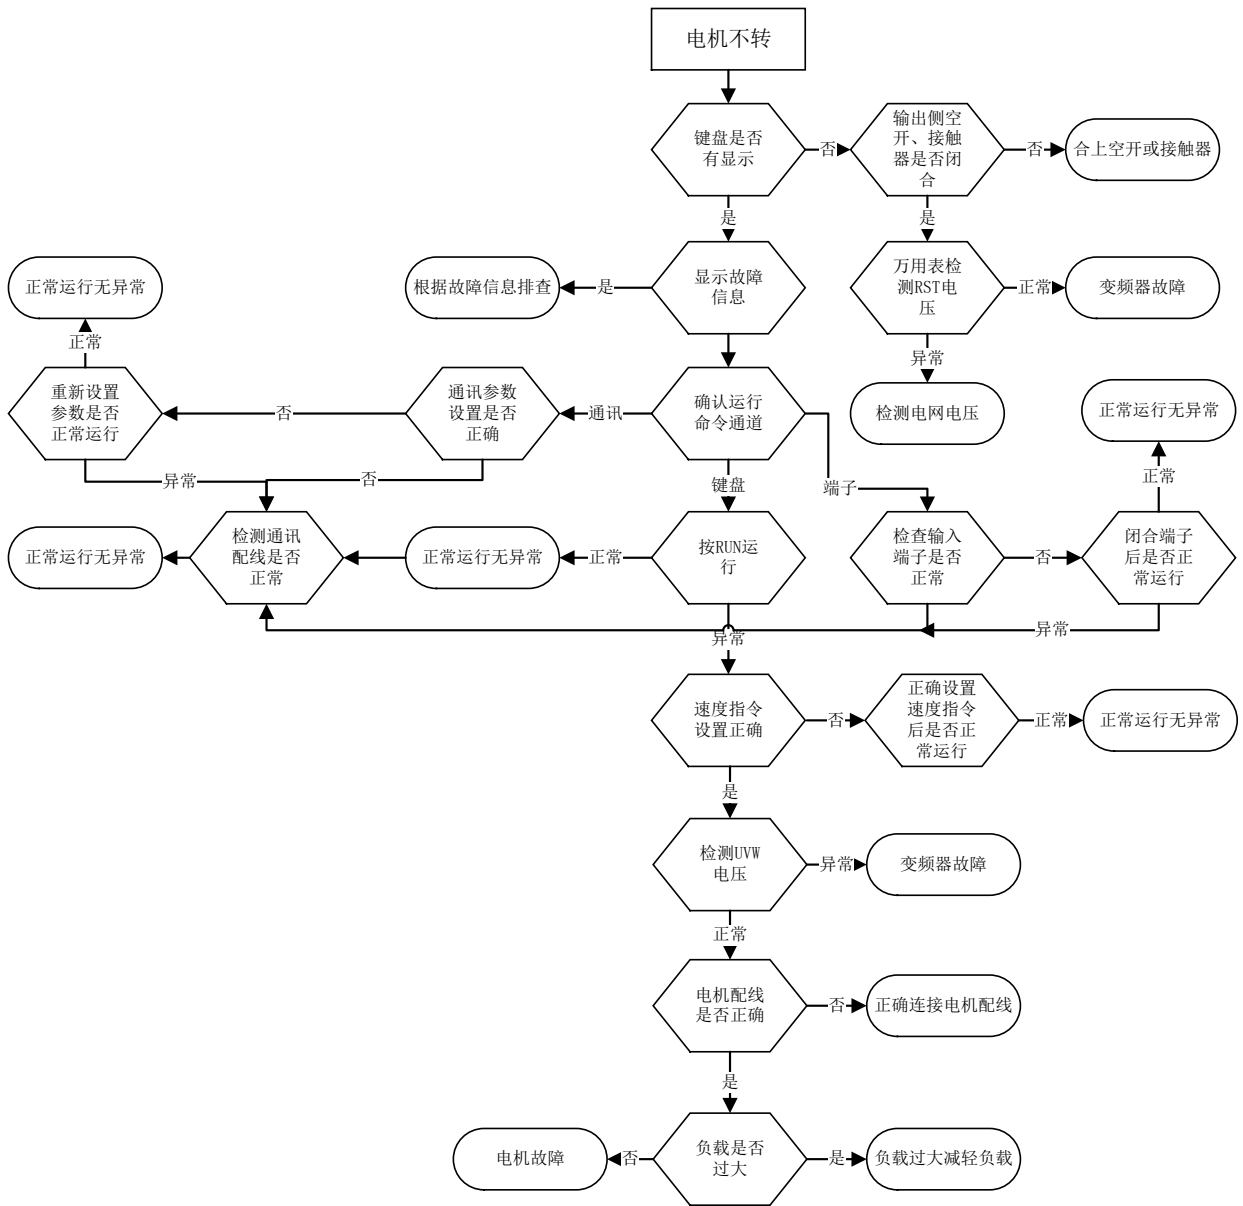 电机不转
键盘是否
有显示
否
输出侧空
开、接触
器是否闭
合
否
合上空开或接触器
是
是
正常运行无异常
根据故障信息排查
是
显示故障
信息
万用表检
测RST电
压
正常
变频器故障
正常
异常
重新设置
参数是否
正常运行
否
通讯参数
设置是否
正确
通讯
确认运行
命令通道
检测电网电压
正常运行无异常
异常
否
键盘
端子
正常
正常运行无异常
检测通讯
配线是否
正常
正常运行无异常
正常
按RUN运
行
检查输入
端子是否
正常
否
闭合端子
后是否正
常运行
异常
异常
速度指令
设置正确
否
正确设置
速度指令
后是否正
常运行
正常
正常运行无异常
是
检测UVW
电压
异常
变频器故障
正常
电机配线
是否正确
否
正确连接电机配线
是
电机故障
否
负载是否
过大
是
负载过大减轻负载